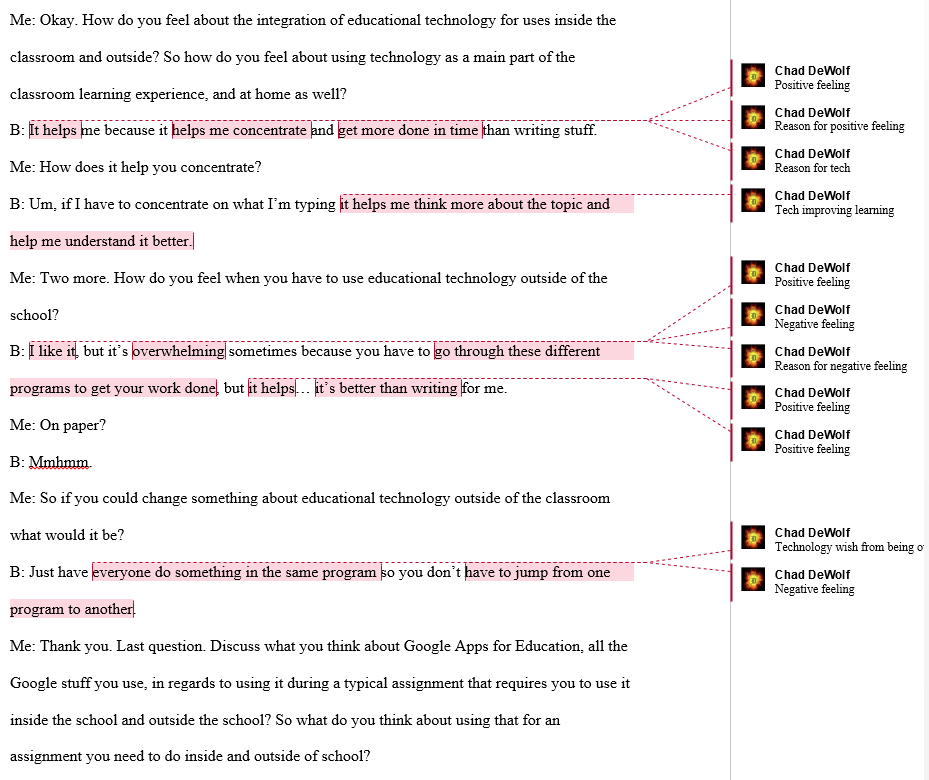 Me: Okay. How do you feel about the integration of educational technology for uses inside the
classroom and outside? So how do you feel about using technology as a main part of the
classroom learning experience, and at home as well?
B: It helps me because it helps me concentrate and get more done in time than writing stuff.
Me: How does it help you concentrate?
B: Um, if I have to concentrate on what I’m typing it helps me think more about the topic and
help me understand it better.
Me: Two more. How do you feel when you have to use educational technology outside of the
school?
B: I like it, but it’s overwhelming sometimes because you have to go through these different
programs to get your work done, but it helps… it’s better than writing for me.
Me: On paper?
B: Mmhmm.
Me: So if you could change something about educational technology outside of the classroom
what would it be?
B: Just have everyone do something in the same program so you don’t have to jump from one
program to another.
Me: Thank you. Last question. Discuss what you think about Google Apps for Education, all the
Google stuff you use, in regards to using it during a typical assignment that requires you to use it
inside the school and outside the school? So what do you think about using that for an
assignment you need to do inside and outside of school?
Chad DeWolf
Positive feeling
Chad DeWolf
Reason for positive feeling
Chad DeWolf
Reason for tech
Chad DeWolf
Tech improving learning
Chad DeWolf
Positive feeling
Chad DeWolf
Negative feeling
Chad DeWolf
Reason for negative feeling
Chad DeWolf
Positive feeling
Chad DeWolf
Positive feeling
Chad DeWolf
Technology wish from being
Chad DeWolf
Negative feeling